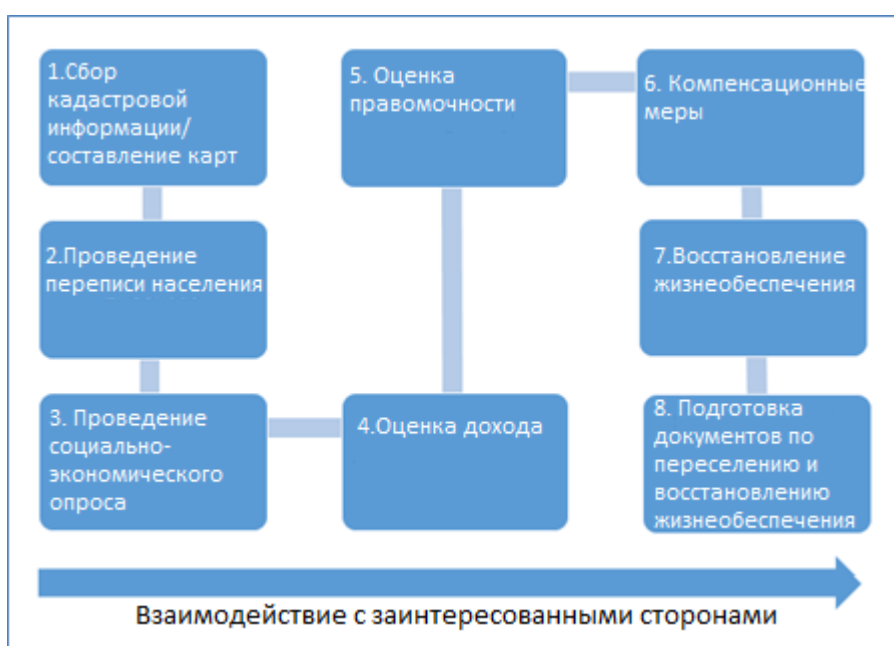 1.Сбор
кадастровой
информации/
составление карт
2.Проведение
переписи населения
3. Проведение
социально-
экономического
опроса
4.Оценка дохода
5. Оценка
правомочности
6. Компенсационные
меры
7.Восстановление
жизнеобеспечения
8. Подготовка
документов по
переселению и
восстановлению
жизнеобеспечения
Взаимодействие с заинтересованными сторонами